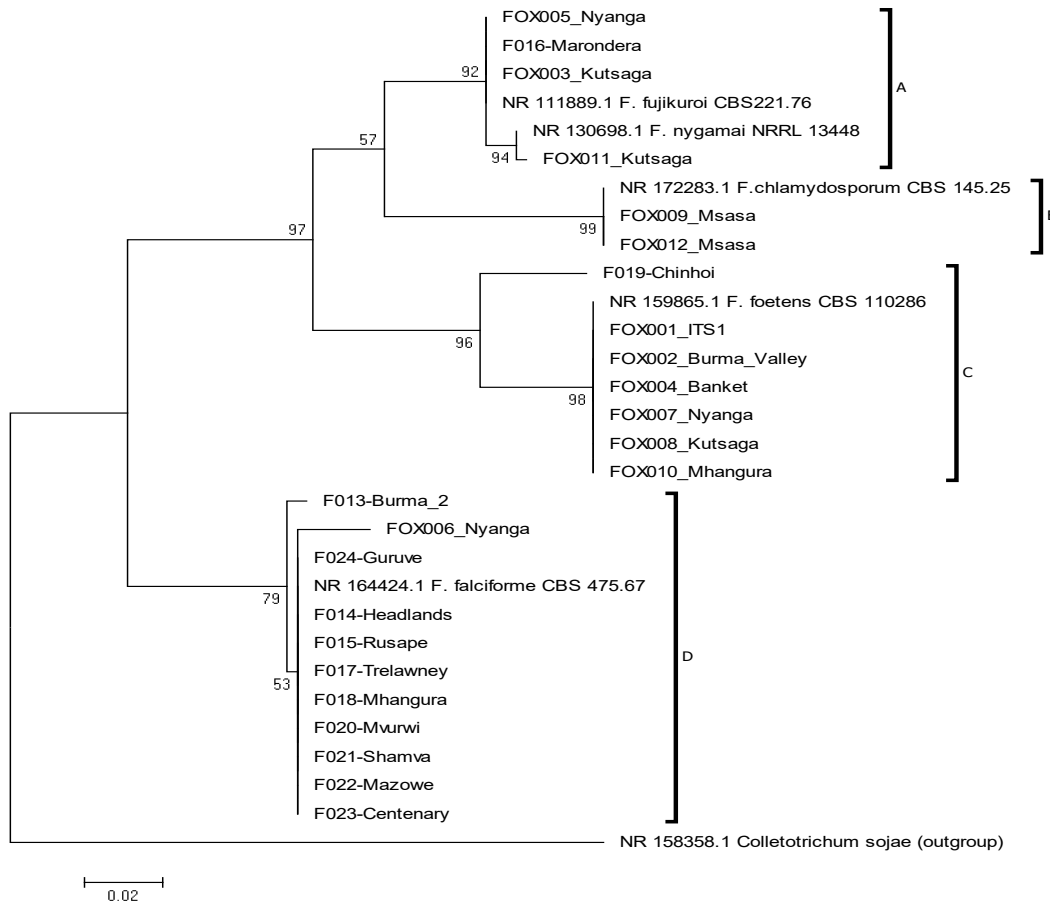 FOX005_Nyanga
F016-Marondera
92
FOX003_Kutsaga
A
NR 111889.1 F. fujikuroi CBS221.76
NR 130698.1 F. nygamai NRRL 13448
57
94
FOX011_Kutsaga
NR 172283.1 F.chlamydosporum CBS 145.25
FOX009_Msasa
99
97
FOX012_Msasa
F019-Chinhoi
NR 159865.1 F. foetens CBS 110286
FOX001_ITS1
96
FOX002_Burma_Valley
C
FOX004_Banket
98
FOX007_Nyanga
FOX008_Kutsaga
FOX010_Mhangura
F013-Burma_2
FOX006_Nyanga
F024-Guruve
NR 164424.1 F. falciforme CBS 475.67
79
F014-Headlands
F015-Rusape
D
F017-Trelawney
53
F018-Mhangura
F020-Mvurwi
F021-Shamva
F022-Mazowe
F023-Centenary
NR 158358.1 Colletotrichum sojae (outgroup)
0.02